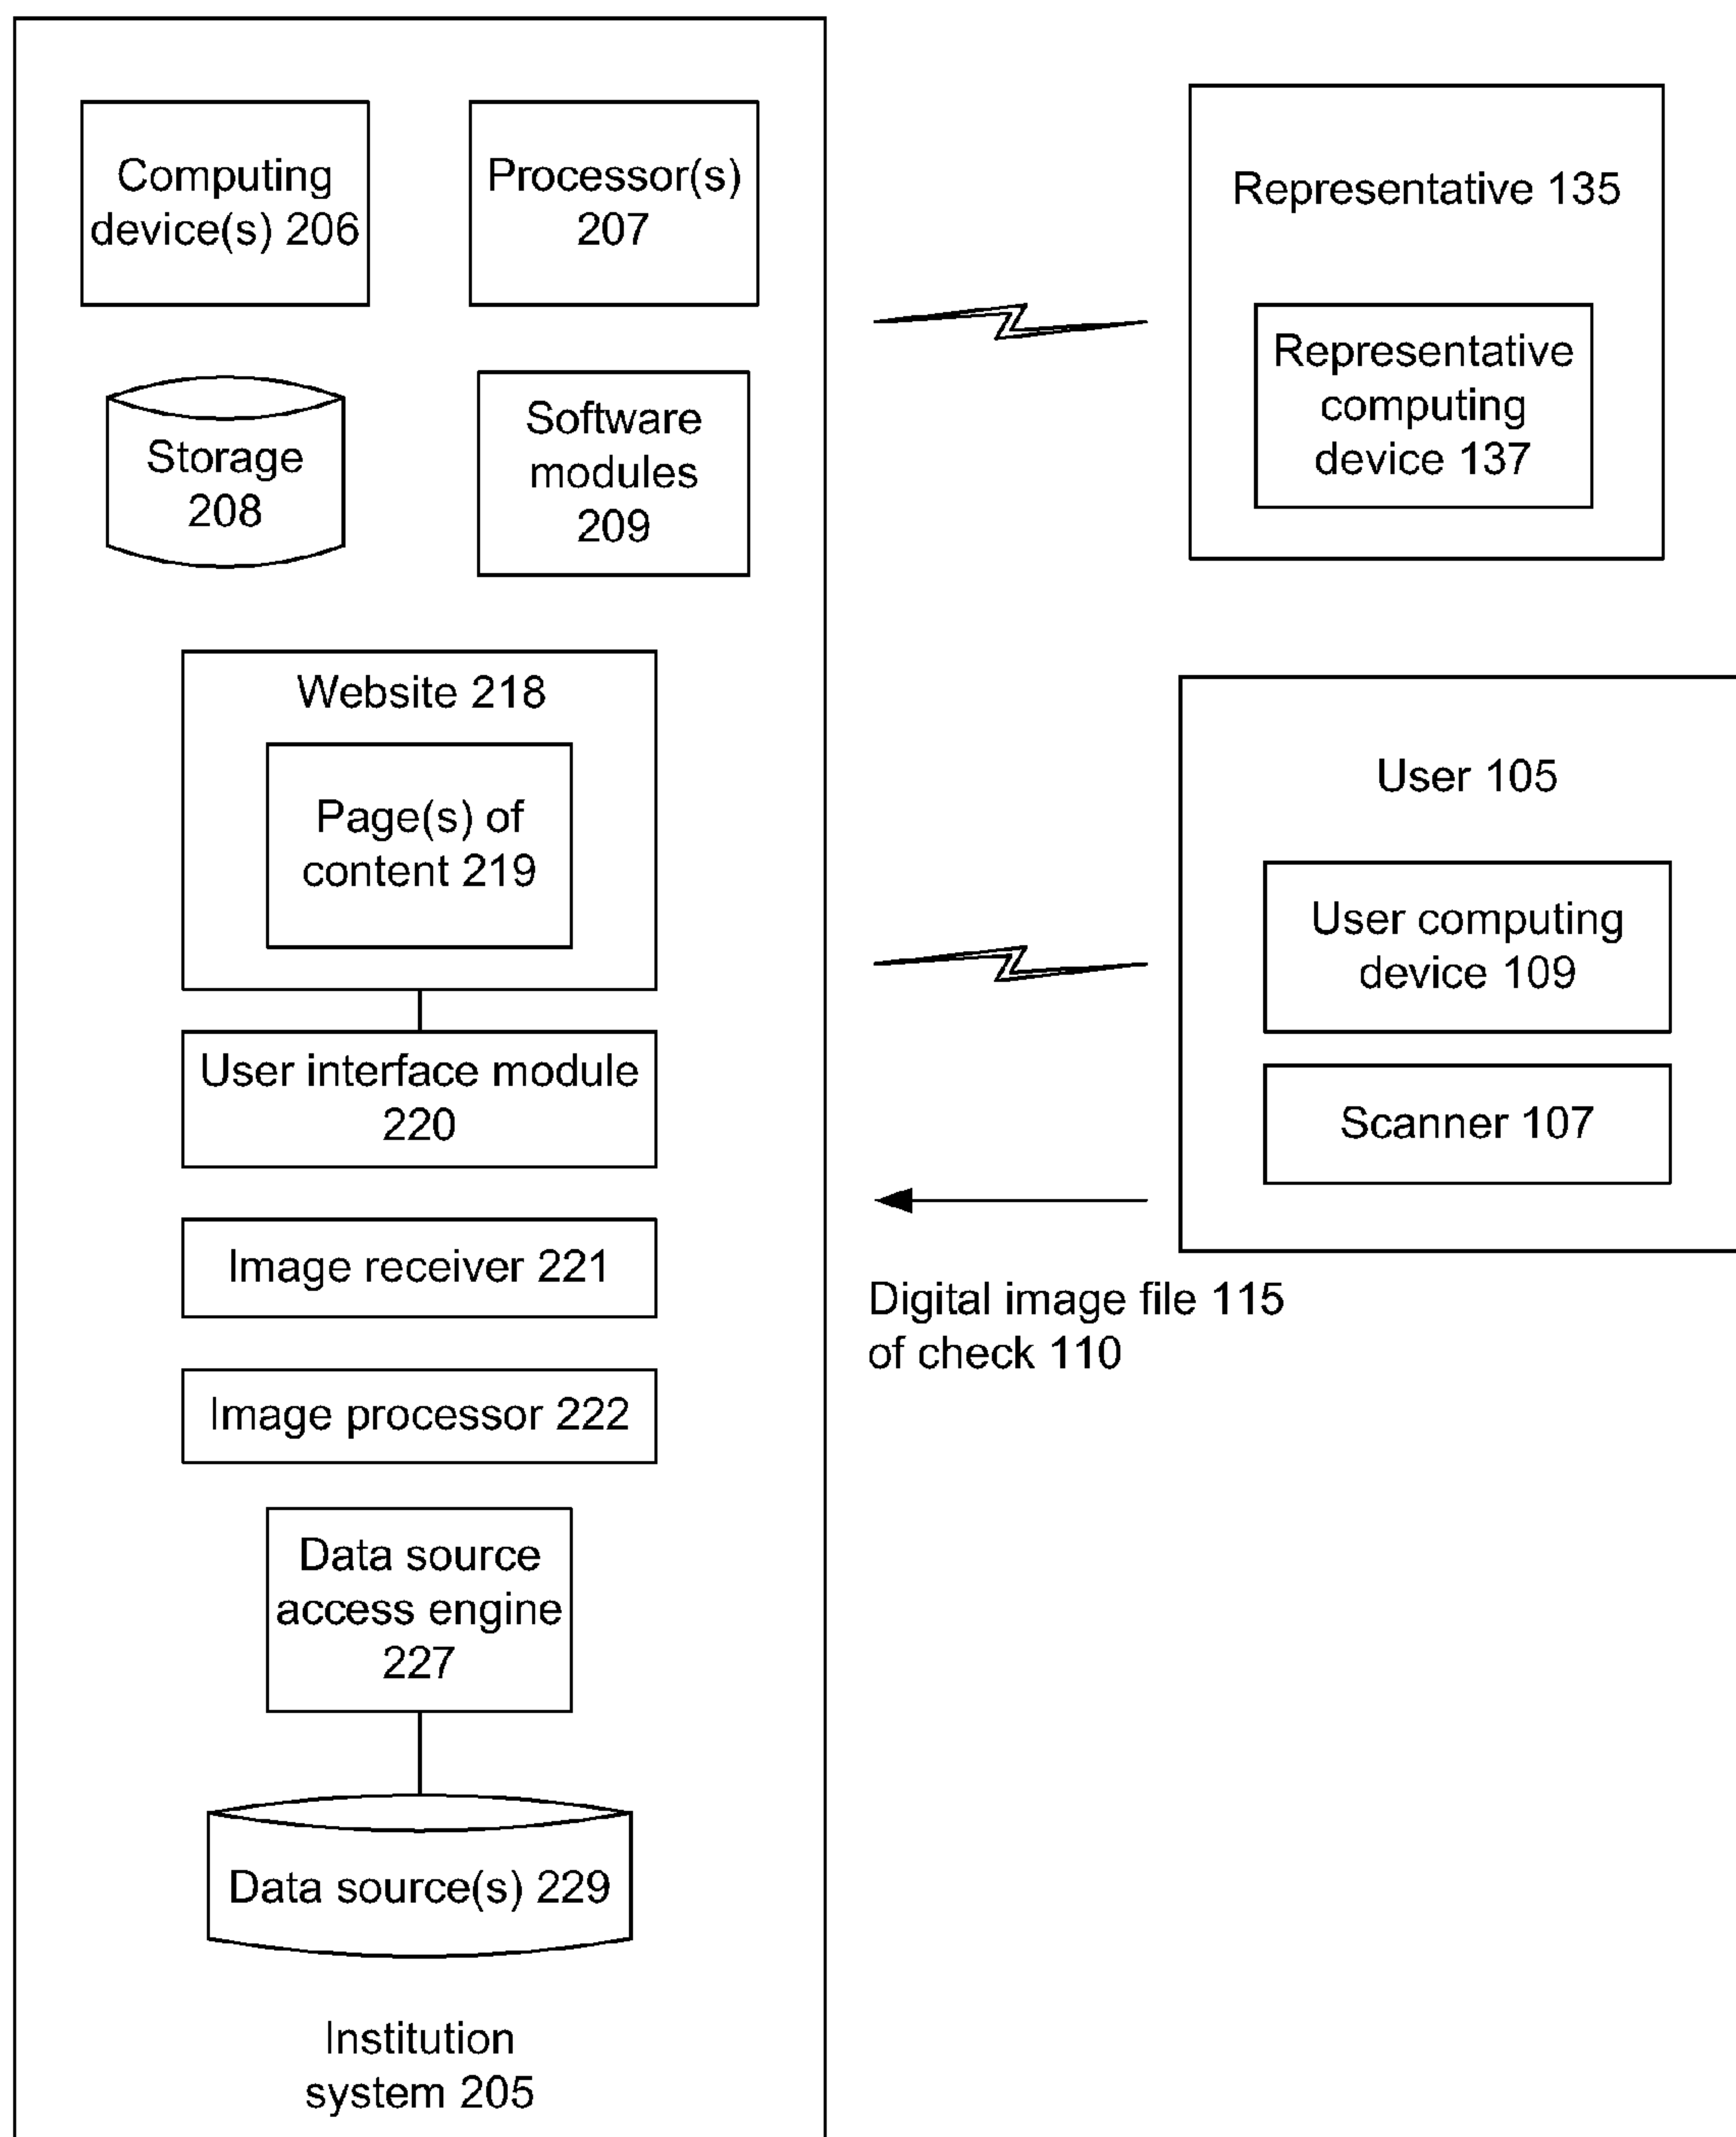 Computing
device(s) 206
Processor(s)
207
Storage
208
Software
modules
209
Website 218
Page(s) of
content 219
User interface module
220
Image receiver 221
Image processor 222
Data source
access engine
227
Data source(s) 229
Institution
system 205
Representative 135
Representative
computing
device 137
User 105
User computing
device 109
Scanner 107
Digital image file 115
of check 110